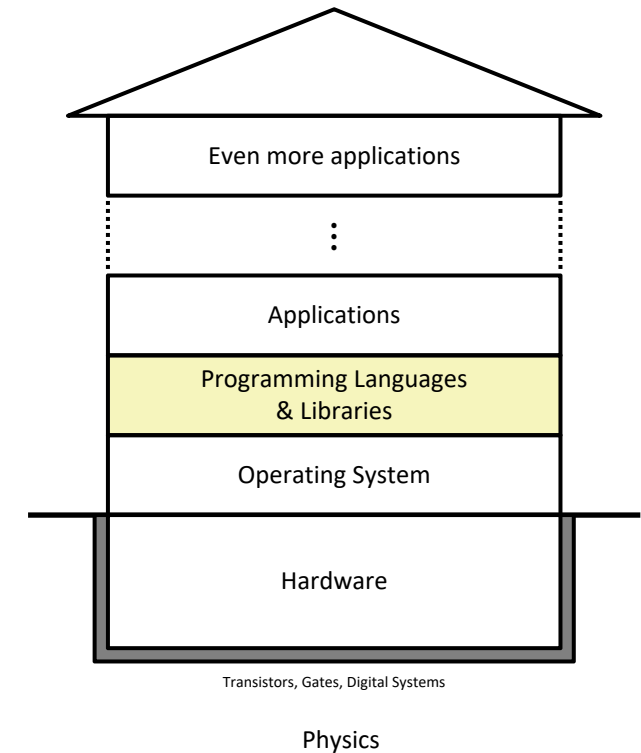 Even more applications
⋮
Applications
Programming Languages
& Libraries
Operating System
Hardware
Transistors, Gates, Digital Systems
Physics